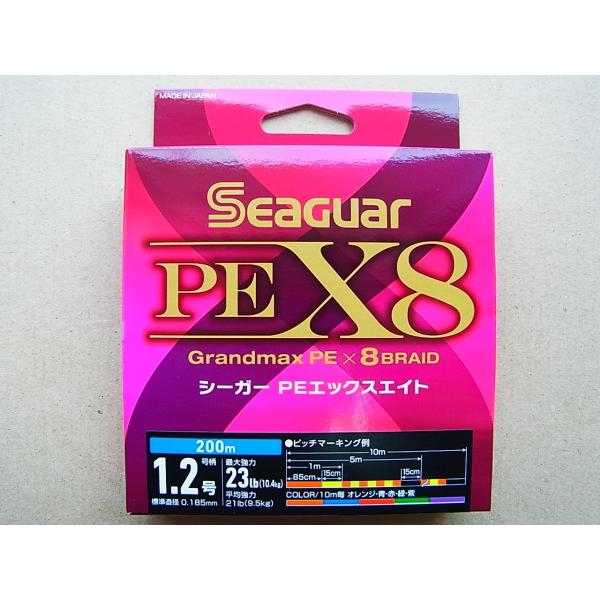 MADE IN JAPAN
SEAGUAR
PE X8
Grandmax PE×8BRAID
シーガー PEエックスエイト
200m
1.2号
号柄
標準直径 0.185mm
最大強力
23lb(10.4kg)
平均強力
21lb(9.5kg)
●ピッチマーキング例
10m
5m
1m
15cm
15cm
85cm
COLOR/10m毎 オレンジ・青・赤・緑・紫